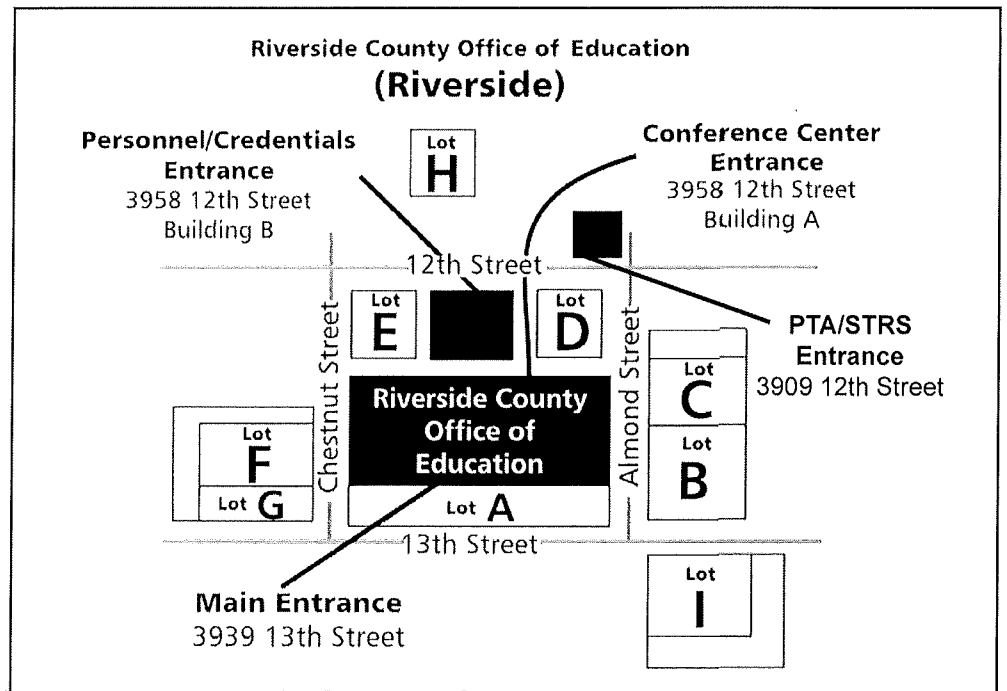 Riverside County Office of Education
(Riverside)
Personnel/Credentials
Entrance
3958 12th Street
Building B
Lot
H
Conference Center
Entrance
3958 12th Street
Building A
12th Street
Lot
E
Lot
D
PTA/STRS
Entrance
3909 12th Street
Chestnut Street
Almond Street
Lot
C
Riverside County
Office of
Education
Lot
F
Lot
B
Lot G
Lot A
13th Street
Main Entrance
3939 13th Street
Lot
I